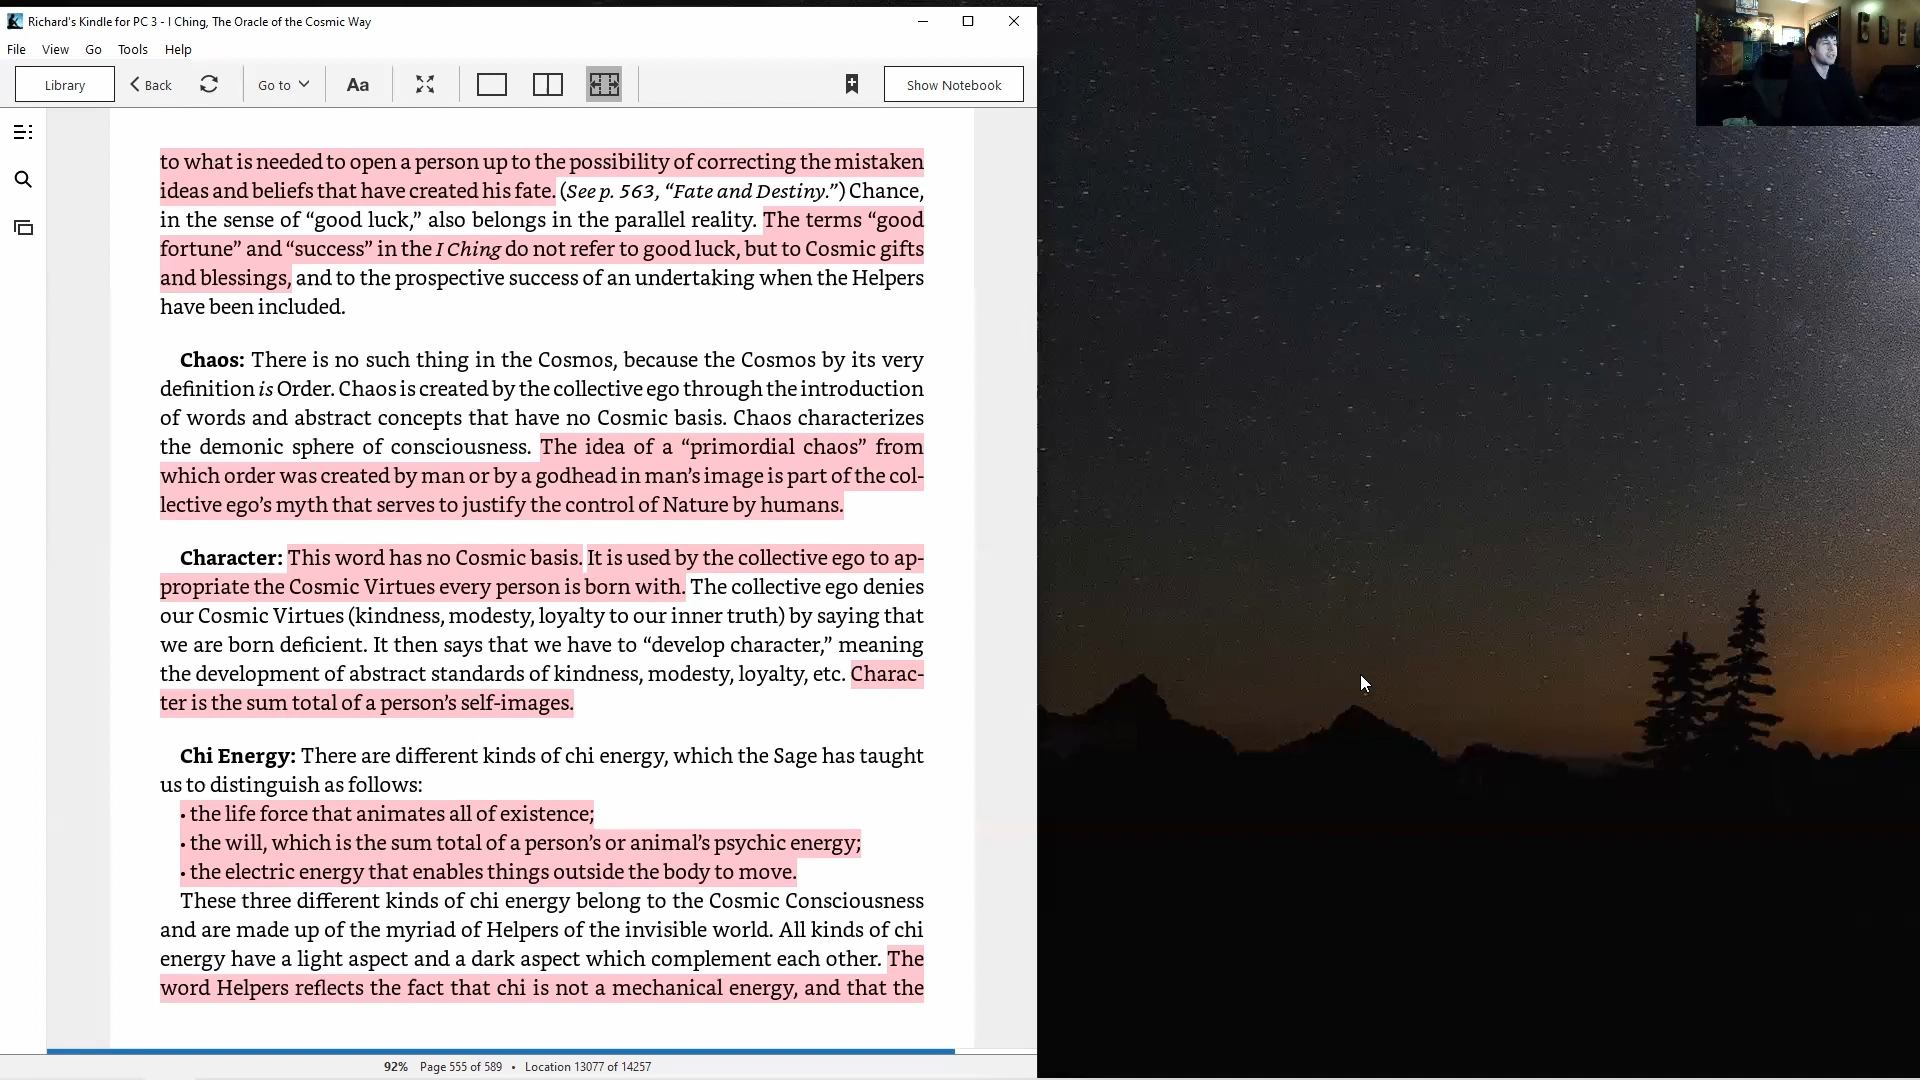 Richard's Kindle for PC 3 - I Ching, The Oracle of the Cosmic Way
File View Go Tools Help
Library Back Go to Aa Show Notebook
to what is needed to open a person up to the possibility of correcting the mistaken
ideas and beliefs that have created his fate. (See p. 563, “Fate and Destiny.”) Chance,
in the sense of “good luck,” also belongs in the parallel reality. The terms “good
fortune” and “success” in the I Ching do not refer to good luck, but to Cosmic gifts
and blessings, and to the prospective success of an undertaking when the Helpers
have been included.
Chaos: There is no such thing in the Cosmos, because the Cosmos by its very
definition is Order. Chaos is created by the collective ego through the introduction
of words and abstract concepts that have no Cosmic basis. Chaos characterizes
the demonic sphere of consciousness. The idea of a “primordial chaos” from
which order was created by man or by a godhead in man’s image is part of the col-
lective ego’s myth that serves to justify the control of Nature by humans.
Character: This word has no Cosmic basis. It is used by the collective ego to ap-
propriate the Cosmic Virtues every person is born with. The collective ego denies
our Cosmic Virtues (kindness, modesty, loyalty to our inner truth) by saying that
we are born deficient. It then says that we have to “develop character,” meaning
the development of abstract standards of kindness, modesty, loyalty, etc. Charac-
ter is the sum total of a person’s self-images.
Chi Energy: There are different kinds of chi energy, which the Sage has taught
us to distinguish as follows:
• the life force that animates all of existence;
• the will, which is the sum total of a person’s or animal’s psychic energy;
• the electric energy that enables things outside the body to move.
These three different kinds of chi energy belong to the Cosmic Consciousness
and are made up of the myriad of Helpers of the invisible world. All kinds of chi
energy have a light aspect and a dark aspect which complement each other. The
word Helpers reflects the fact that chi is not a mechanical energy, and that the
92% Page 555 of 589 • Location 13077 of 14257